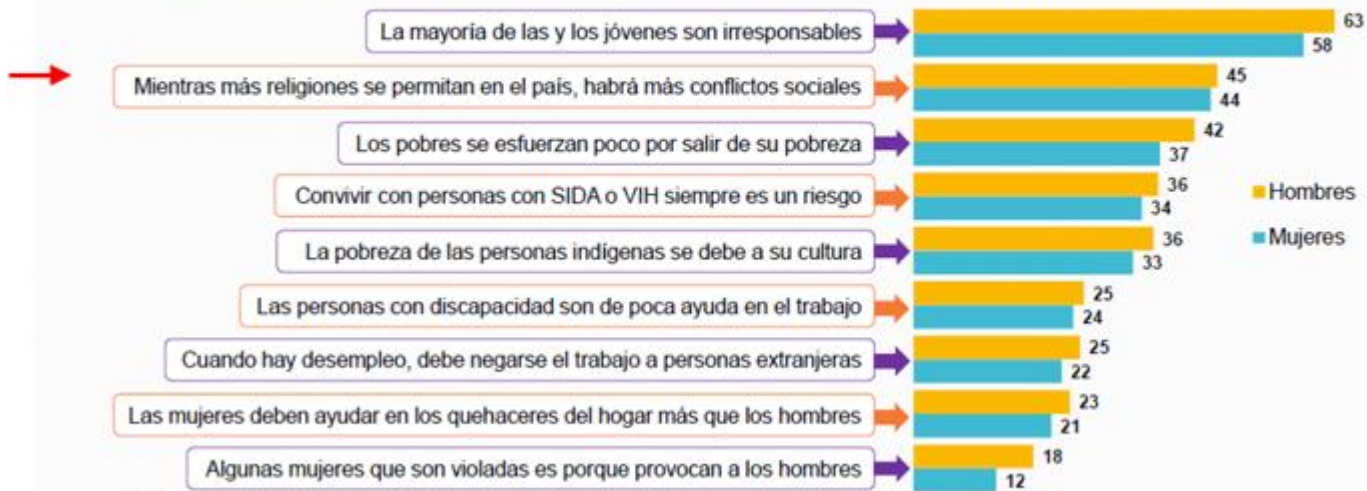 La mayoría de las y los jóvenes son irresponsables
63
58
Mientras más religiones se permitan en el país, habrá más conflictos sociales
45
44
Los pobres se esfuerzan poco por salir de su pobreza
42
37
Convivir con personas con SIDA o VIH siempre es un riesgo
36
34
Hombres
La pobreza de las personas indígenas se debe a su cultura
36
33
Mujeres
Las personas con discapacidad son de poca ayuda en el trabajo
25
24
Cuando hay desempleo, debe negarse el trabajo a personas extranjeras
25
22
Las mujeres deben ayudar en los quehaceres del hogar más que los hombres
23
21
Algunas mujeres que son violadas es porque provocan a los hombres
18
12